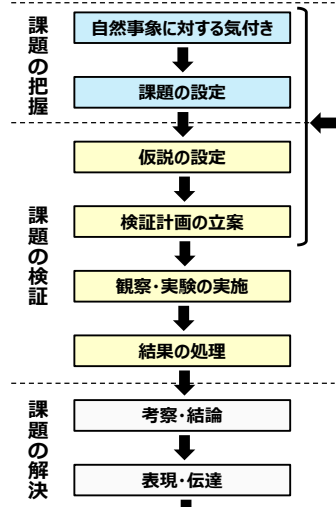 課題の把握
自然事象に対する気付き
課題の設定
課題の検証
仮説の設定
検証計画の立案
観察・実験の実施
結果の処理
課題の解決
考察・結論
表現・伝達